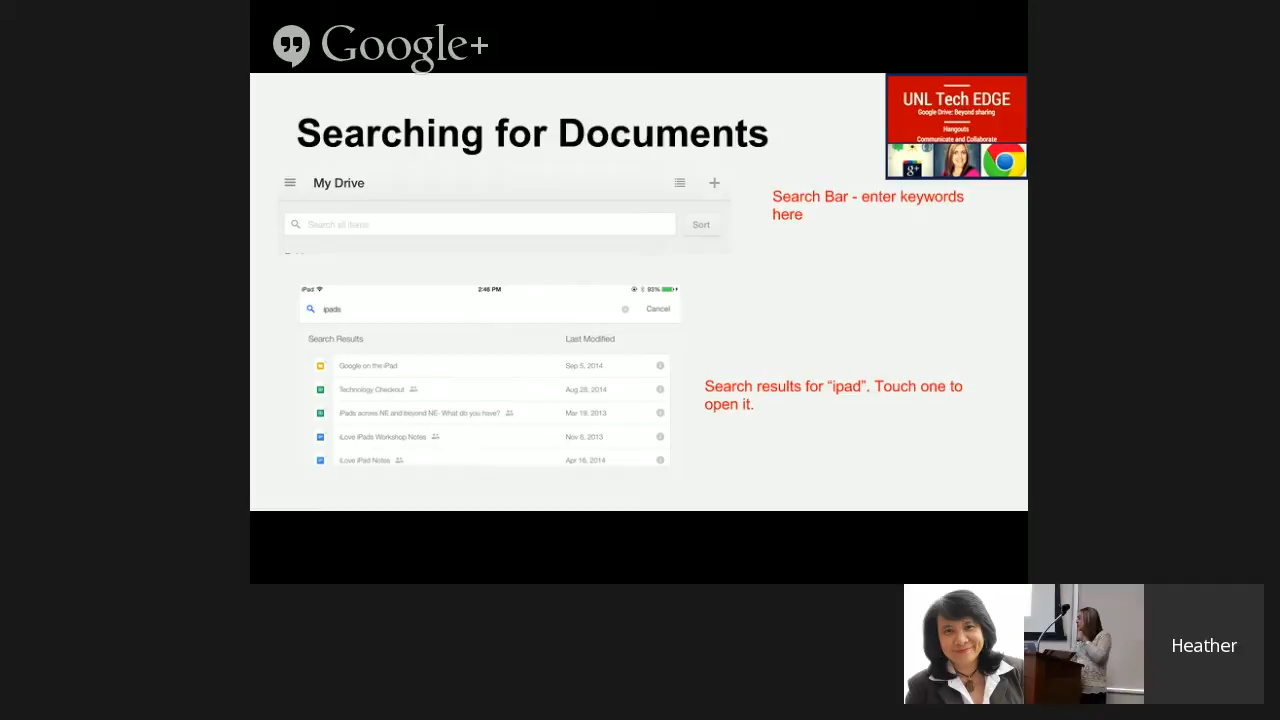 Google+
Searching for Documents
UNL Tech EDGE
Google Drive: Beyond sharing
Hangouts
Communicate and Collaborate
g+
My Drive
Search all items
Sort
Search Bar - enter keywords
here
iPad
2:46 PM
93%
ipads
Cancel
Search Results
Last Modified
Google on the iPad
Sep 5, 2014
Technology Checkout
Aug 28, 2014
iPads across NE and beyond NE- What do you have?
Mar 19, 2013
iLove iPads Workshop Notes
Nov 8, 2013
iLove iPad Notes
Apr 16, 2014
Search results for “ipad”. Touch one to
open it.
Heather